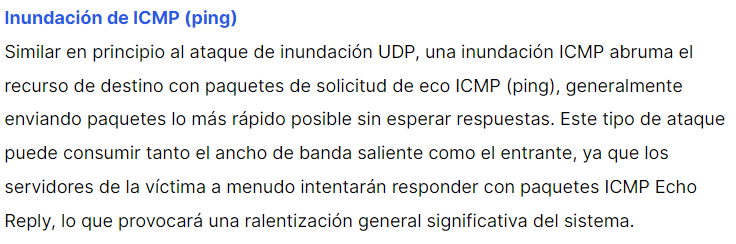 Inundación de ICMP (ping)
Similar en principio al ataque de inundación UDP, una inundación ICMP abruma el
recurso de destino con paquetes de solicitud de eco ICMP (ping), generalmente
enviando paquetes lo más rápido posible sin esperar respuestas. Este tipo de ataque
puede consumir tanto el ancho de banda saliente como el entrante, ya que los
servidores de la víctima a menudo intentarán responder con paquetes ICMP Echo
Reply, lo que provocará una ralentización general significativa del sistema.